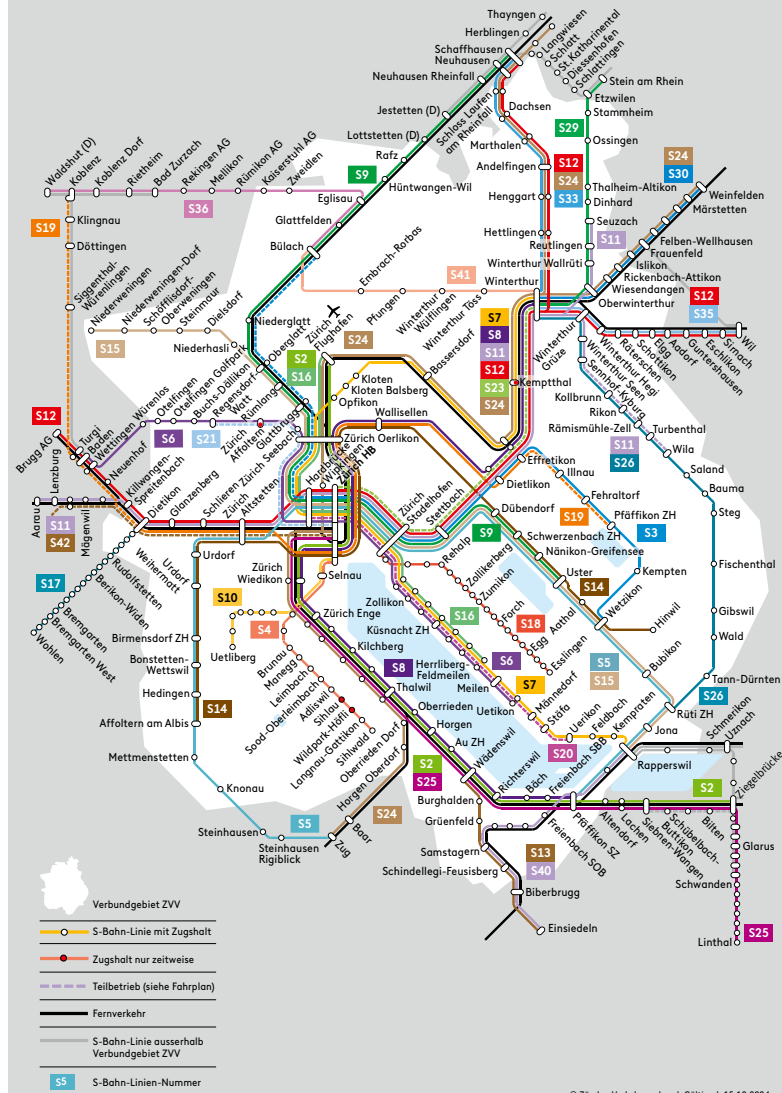 Thayngen
Herblingen
Schaffhausen
Neuhausen
Neuhausen Rheinfall
Langwiesen
Schlatt
St. Katharinental
Diessenhofen
Schlattingen
Stein am Rhein
Etzwilen
Stammheim
Ossingen
S29
Jestetten (D)
Lottstetten (D)
Schloss Laufen
am Rheinfall
Dachsen
Marthalen
Andelfingen
Henggart
Hettlingen
S12
S24
S33
S24
S30
Thalheim-Altikon
Dinhard
Seuzach
S11
Reutlingen
Winterthur Wallrüti
Winterthur
Weinfelden
Märstetten
Felben-Wellhausen
Frauenfeld
Islikon
Rickenbach-Attikon
Wiesendangen
Oberwinterthur
S12
S35
Rafz
S9
Hüntwangen-Wil
Eglisau
Glattfelden
Bülach
Waldshut (D)
Koblenz
Koblenz Dorf
Rietheim
Bad Zurzach
Rekingen AG
Mellikon
Rümikon AG
Kaiserstuhl AG
Zweidlen
S36
S19
Klingnau
Döttingen
Siggenthal-
Würenlingen
Embrach-Rorbas
S41
Pfungen
Winterthur
Wülflingen
Winterthur Töss
Niederweningen
Niederweningen-Dorf
Schöfflisdorf-
Oberweningen
Steinmaur
Dielsdorf
S15
Niederhasli
Niederglatt
Oberglatt
Zürich
Flughafen
S24
S2
S16
Bassersdorf
S7
S8
S11
S12
S23
S24
Kemptthal
Kloten
Kloten Balsberg
Opfikon
Wallisellen
Zürich Oerlikon
Winterthur
Grüze
Winterthur Hegi
Räterschen
Schottikon
Elgg
Aadorf
Guntershausen
Eschlikon
Sirnach
Wil
Winterthur Seen
Sennhof-Kyburg
Kollbrunn
Rikon
Rämismühle-Zell
Turbenthal
Wila
S11
S26
Saland
Bauma
Steg
Fischenthal
Gibswil
Wald
Tann-Dürnten
S26
Rüti ZH
S12
Brugg AG
Turgi
Baden
Wettingen
Würenlos
Otelfingen
Otelfingen Golfpark
Buchs-Dällikon
Regensdorf-
Watt
Rümlang
Zürich
Affoltern
Glattbrugg
Zürich Seebach
S6
S21
Neuenhof
Killwangen-
Spreitenbach
Dietikon
Glanzenberg
Schlieren
Zürich
Altstetten
Hardbrücke
Wipkingen
Zürich HB
Lenzburg
Aarau
Mägenwil
S11
S42
S17
Urdorf
Urdorf
Weihermatt
Rudolfstetten
Berikon-Widen
Bremgarten
Bremgarten West
Wohlen
Birmensdorf ZH
Bonstetten-
Wettswil
Hedingen
S14
Affoltern am Albis
Mettmenstetten
Knonau
Steinhausen
Steinhausen
Rigiblick
S5
Zug
Baar
S24
Zürich
Wiedikon
Selnau
S10
S4
Uetliberg
Zürich Enge
Kilchberg
Brunau
Manegg
Leimbach
Sood-Oberleimbach
Adliswil
Sihlau
Wildpark-Höfli
Langnau-Gattikon
Sihlwald
Oberrieden Dorf
Horgen Oberdorf
S8
Thalwil
Oberrieden
Horgen
Au ZH
Wädenswil
Richterswil
Bäch
Freienbach SBB
S2
S25
Zürich
Stadelhofen
Stettbach
Effretikon
Illnau
Fehraltorf
Pfäffikon ZH
S19
S3
Kempten
Dietlikon
Dübendorf
S9
Schwerzenbach ZH
Nänikon-Greifensee
Uster
S14
Wetzikon
Hinwil
Aathal
Bubikon
Rehalp
Zollikerberg
Zumikon
Forch
Egg
Esslingen
S18
Zollikon
S16
Küsnacht ZH
Herrliberg-
Feldmeilen
S6
Meilen
S7
Uetikon
Männedorf
Stäfa
S20
Uerikon
Feldbach
Kempraten
S5
S15
Jona
Rapperswil
Schmerikon
Uznach
Ziegelbrücke
S2
Burghalden
Grüenfeld
Samstagern
Schindellegi-Feusisberg
Freienbach SOB
Pfäffikon SZ
Altendorf
Lachen
Siebnen-Wangen
Schübelbach-
Buttikon
Bilten
S13
S40
Biberbrugg
Einsiedeln
Glarus
Schwanden
Linthal
S25
Verbundgebiet ZVV
S-Bahn-Linie mit Zugshalt
Zugshalt nur zeitweise
Teilbetrieb (siehe Fahrplan)
Fernverkehr
S-Bahn-Linie ausserhalb
Verbundgebiet ZVV
S5 S-Bahn-Linien-Nummer